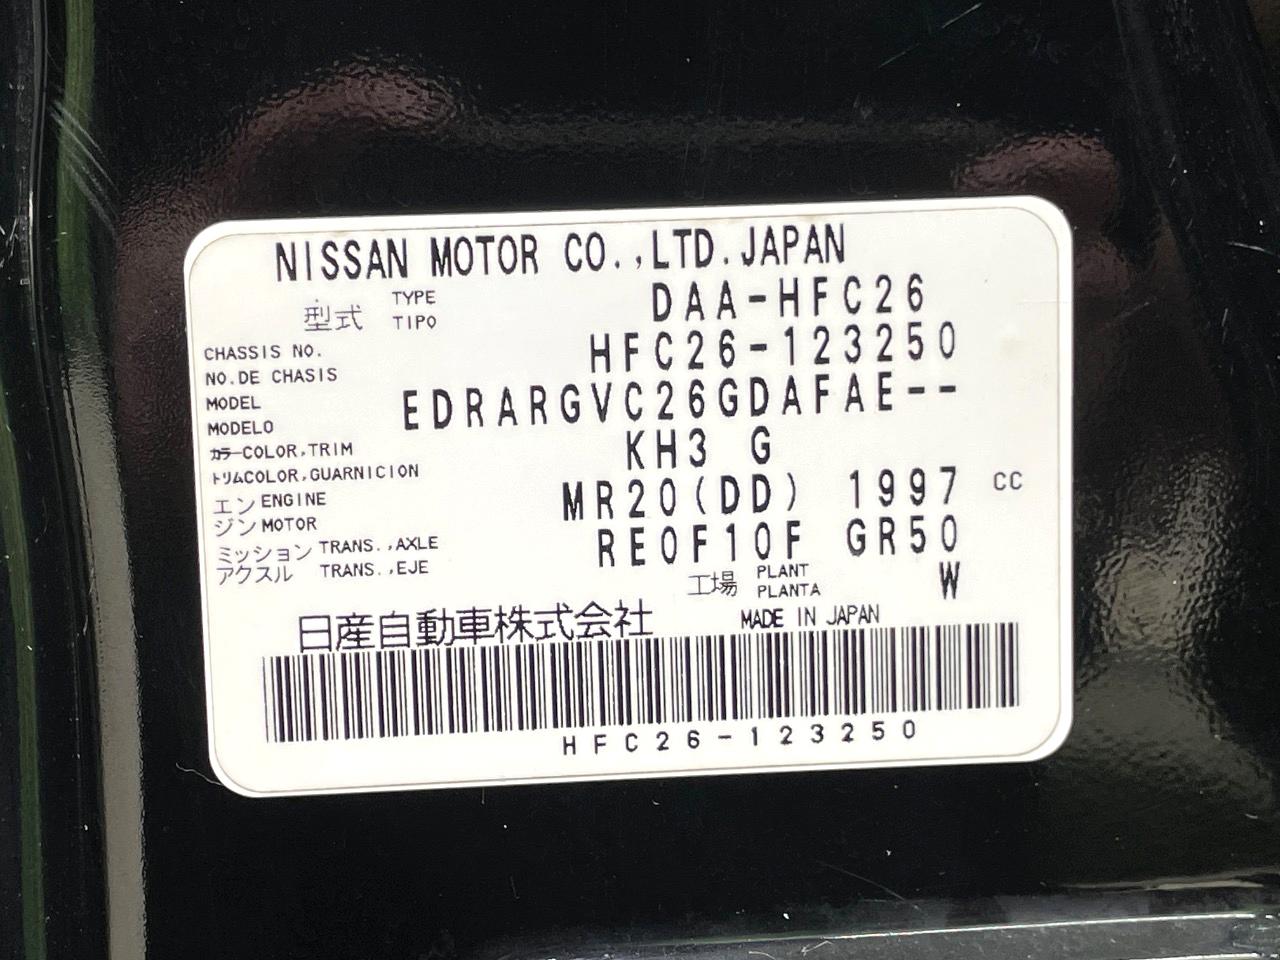 NISSAN MOTOR CO.,LTD.JAPAN
型式 TYPE TIPO DAA-HFC26
CHASSIS NO. NO.DE CHASIS HFC26-123250
MODEL MODELO EDRARGVC26GDAFAE--
カラーCOLOR,TRIM トリムCOLOR,GUARNICION KH3 G
エンジン ENGINE MOTOR MR20(DD) 1997 CC
ミッション TRANS.,AXLE アクスル TRANS.,EJE RE0F10F GR50
工場 PLANT PLANTA W
日産自動車株式会社 MADE IN JAPAN
HFC26-123250